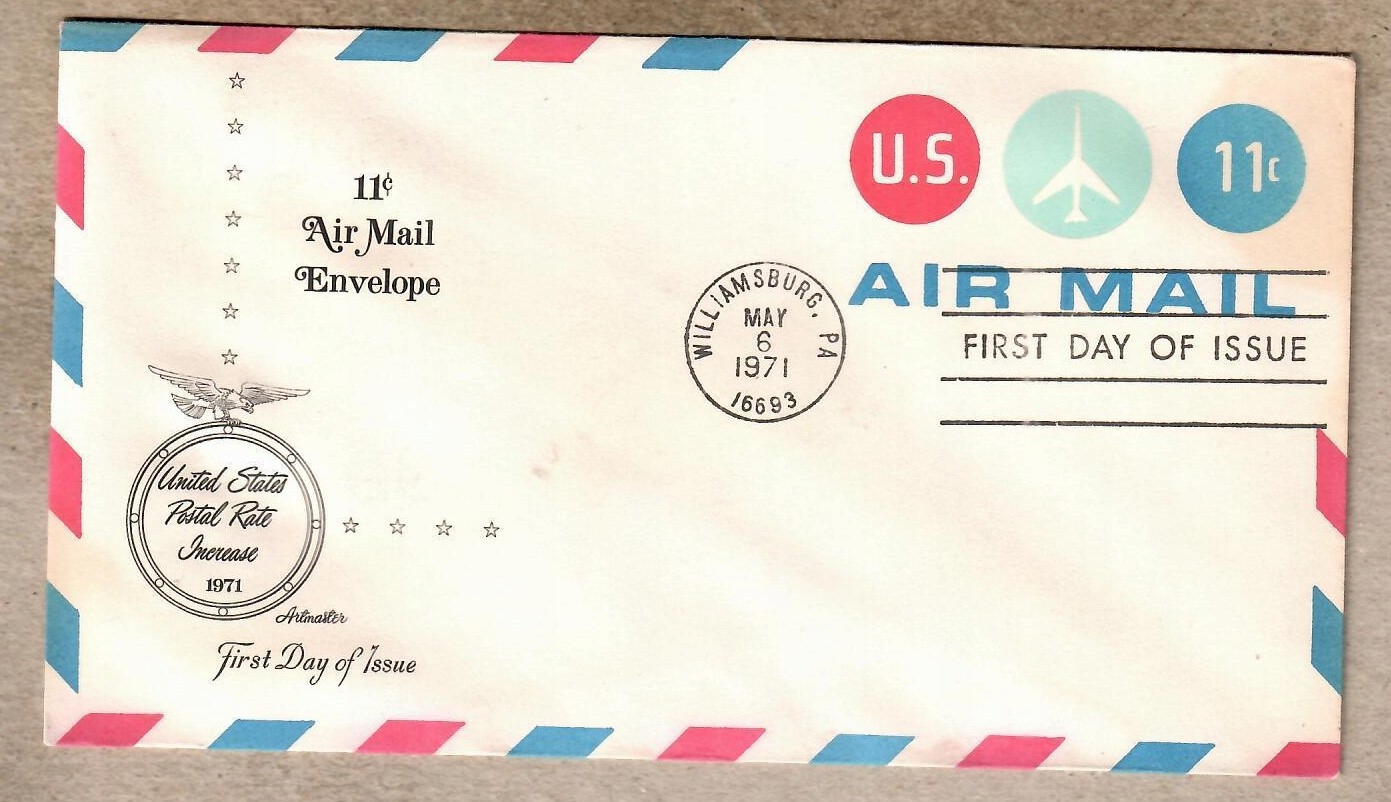 11¢
Air Mail
Envelope
U.S.
11c
AIR MAIL
WILLIAMSBURG, PA
MAY
6
1971
16693
FIRST DAY OF ISSUE
United States
Postal Rate
Increase
1971
Artmaster
First Day of Issue